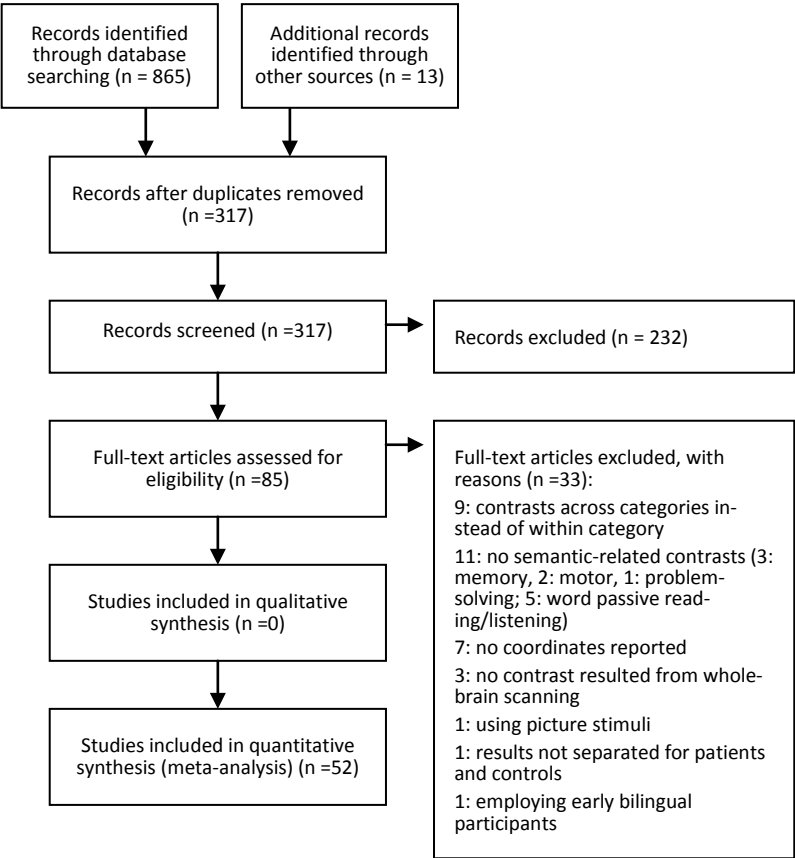 Records identified
through database
searching (n = 865)
Additional records
identified through
other sources (n = 13)
Records after duplicates removed
(n =317)
Records screened (n =317)
Records excluded (n = 232)
Full-text articles assessed for
eligibility (n =85)
Full-text articles excluded, with
reasons (n =33):
9: contrasts across categories in-
stead of within category
11: no semantic-related contrasts (3:
memory, 2: motor, 1: problem-
solving; 5: word passive read-
ing/listening)
7: no coordinates reported
3: no contrast resulted from whole-
brain scanning
1: using picture stimuli
1: results not separated for patients
and controls
1: employing early bilingual
participants
Studies included in qualitative
synthesis (n =0)
Studies included in quantitative
synthesis (meta-analysis) (n =52)